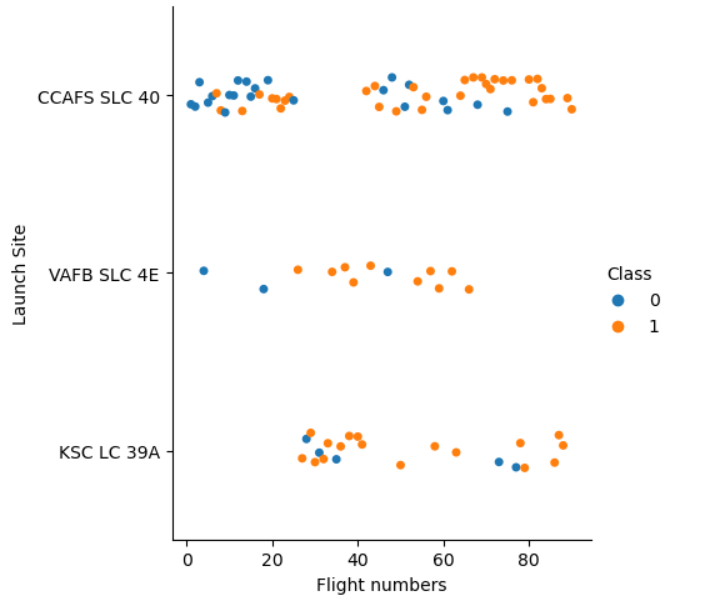 CCAFS SLC 40
VAFB SLC 4E
KSC LC 39A
Launch Site
0 20 40 60 80
Flight numbers
Class
0
1